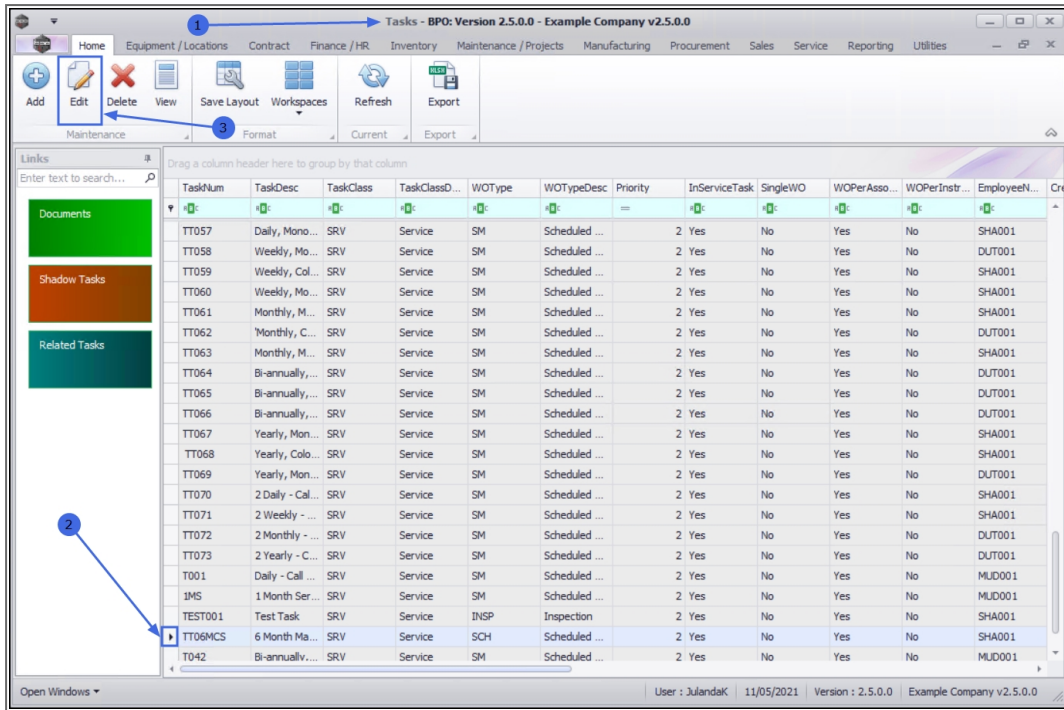 1
Tasks - BPO: Version 2.5.0.0 - Example Company v2.5.0.0
Home Equipment / Locations Contract Finance / HR Inventory Maintenance / Projects Manufacturing Procurement Sales Service Reporting Utilities
Add Edit Delete View Save Layout Workspaces Refresh Export
3
Maintenance Format Current Export
Links
Enter text to search...
Documents
Shadow Tasks
Related Tasks
2
Drag a column header here to group by that column
TaskNum TaskDesc TaskClass TaskClassD... WOType WOTypeDesc Priority InServiceTask SingleWO WOPerAsso... WOPerInstr... EmployeeN... Cre
TT057 Daily, Mono... SRV Service SM Scheduled ... 2 Yes No Yes No SHA001
TT058 Weekly, Mo... SRV Service SM Scheduled ... 2 Yes No Yes No DUT001
TT059 Weekly, Col... SRV Service SM Scheduled ... 2 Yes No Yes No SHA001
TT060 Weekly, Mo... SRV Service SM Scheduled ... 2 Yes No Yes No SHA001
TT061 Monthly, M... SRV Service SM Scheduled ... 2 Yes No Yes No SHA001
TT062 'Monthly, C... SRV Service SM Scheduled ... 2 Yes No Yes No DUT001
TT063 Monthly, M... SRV Service SM Scheduled ... 2 Yes No Yes No SHA001
TT064 Bi-annually,... SRV Service SM Scheduled ... 2 Yes No Yes No DUT001
TT065 Bi-annually,... SRV Service SM Scheduled ... 2 Yes No Yes No DUT001
TT066 Bi-annually,... SRV Service SM Scheduled ... 2 Yes No Yes No DUT001
TT067 Yearly, Mon... SRV Service SM Scheduled ... 2 Yes No Yes No SHA001
TT068 Yearly, Colo... SRV Service SM Scheduled ... 2 Yes No Yes No SHA001
TT069 Yearly, Mon... SRV Service SM Scheduled ... 2 Yes No Yes No DUT001
TT070 2 Daily - Cal... SRV Service SM Scheduled ... 2 Yes No Yes No SHA001
TT071 2 Weekly - ... SRV Service SM Scheduled ... 2 Yes No Yes No SHA001
TT072 2 Monthly - ... SRV Service SM Scheduled ... 2 Yes No Yes No DUT001
TT073 2 Yearly - C... SRV Service SM Scheduled ... 2 Yes No Yes No DUT001
T001 Daily - Call ... SRV Service SM Scheduled ... 2 Yes No Yes No MUD001
1MS 1 Month Ser... SRV Service SM Scheduled ... 2 Yes No Yes No MUD001
TEST001 Test Task SRV Service INSP Inspection 2 Yes No Yes No SHA001
TT06MCS 6 Month Ma... SRV Service SCH Scheduled ... 2 Yes No Yes No SHA001
T042 Bi-annually,... SRV Service SM Scheduled ... 2 Yes No Yes No MUD001
Open Windows User : JulandaK 11/05/2021 Version : 2.5.0.0 Example Company v2.5.0.0